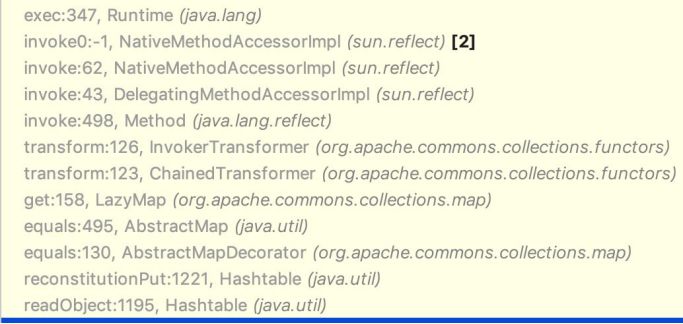 exec:347, Runtime (java.lang)
invoke0:-1, NativeMethodAccessorImpl (sun.reflect) [2]
invoke:62, NativeMethodAccessorImpl (sun.reflect)
invoke:43, DelegatingMethodAccessorImpl (sun.reflect)
invoke:498, Method (java.lang.reflect)
transform:126, InvokerTransformer (org.apache.commons.collections.functors)
transform:123, ChainedTransformer (org.apache.commons.collections.functors)
get:158, LazyMap (org.apache.commons.collections.map)
equals:495, AbstractMap (java.util)
equals:130, AbstractMapDecorator (org.apache.commons.collections.map)
reconstitutionPut:1221, Hashtable (java.util)
readObject:1195, Hashtable (java.util)